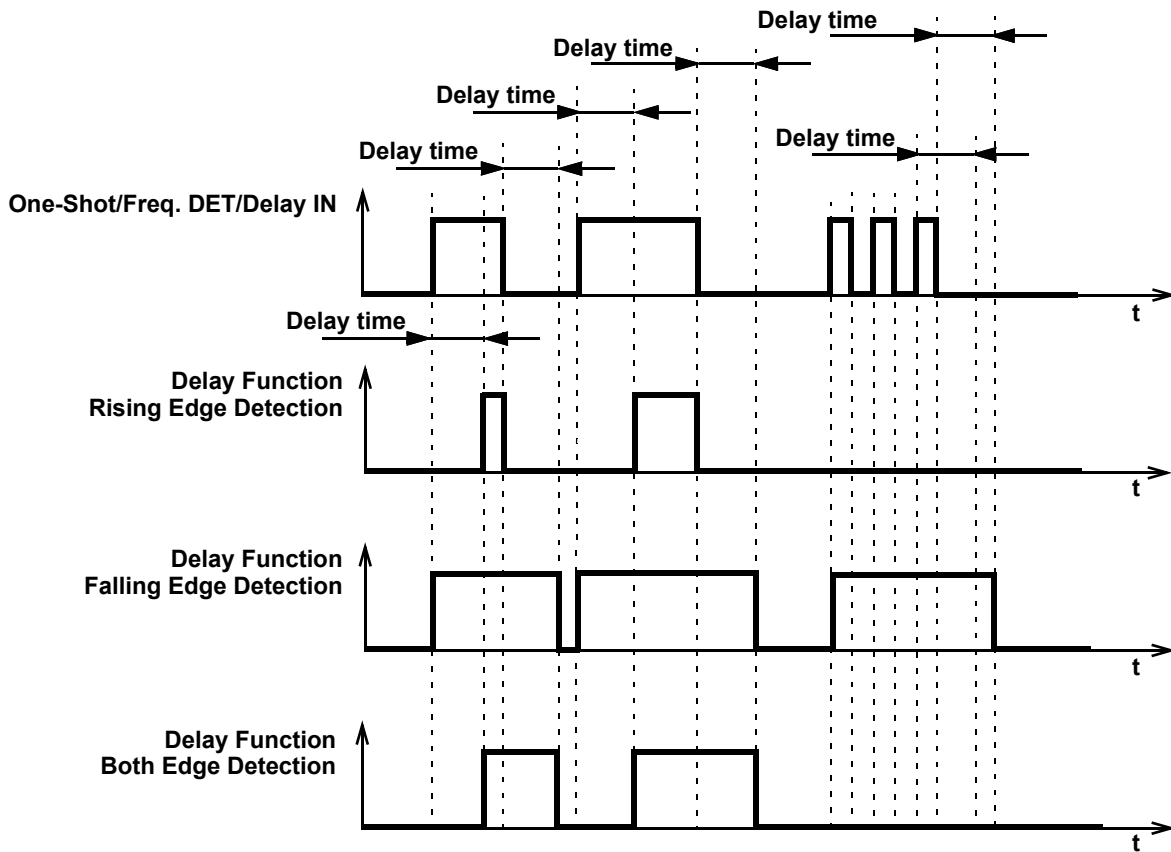 Delay time
Delay time
Delay time
Delay time
Delay time
One-Shot/Freq. DET/Delay IN
t
Delay time
Delay Function
Rising Edge Detection
t
Delay Function
Falling Edge Detection
t
Delay Function
Both Edge Detection
t